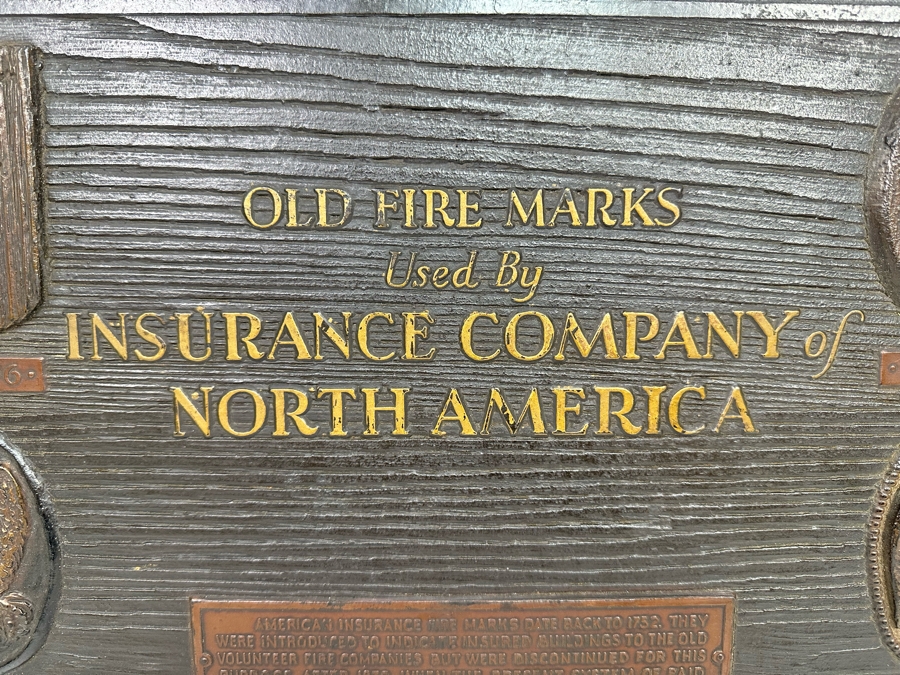 OLD FIRE MARKS
Used By
INSURANCE COMPANY of
NORTH AMERICA
6.
AMERICAN INSURANCE FIRE MARKS DATE BACK TO 1752. THEY
WERE INTRODUCED TO INDICATE INSURED BUILDINGS TO THE OLD
VOLUNTEER FIRE COMPANIES BUT WERE DISCONTINUED FOR THIS